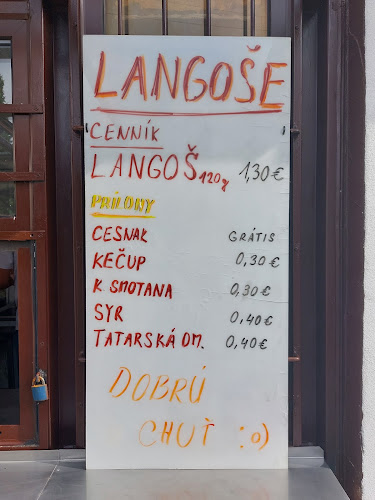 LANGOŠE
CENNÍK
LANGOŠ 120g 1,30€
PRÍLOHY
CESNAK GRÁTIS
KEČUP 0,30€
K. SMOTANA 0,30€
SYR 0,40€
TATARSKÁ OM. 0,40€
DOBRÚ
CHUŤ :o)